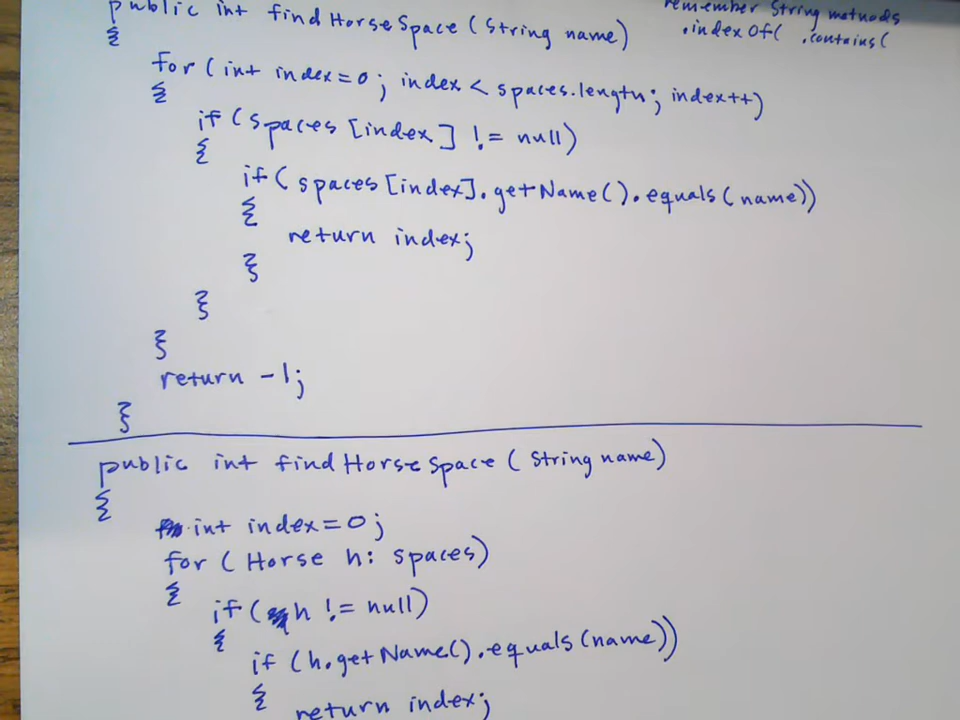 public int findHorseSpace (String name)
remember String methods
.indexOf( .contains(
{
for (int index=0; index < spaces.length; index++)
{
if (spaces [index] != null)
{
if ( spaces[index].getName().equals(name))
{
return index;
}
}
}
return -1;
}
public int findHorseSpace ( String name)
{
int index=0;
for ( Horse h: spaces)
{
if ( h != null)
{
if (h.getName().equals(name))
{
return index;